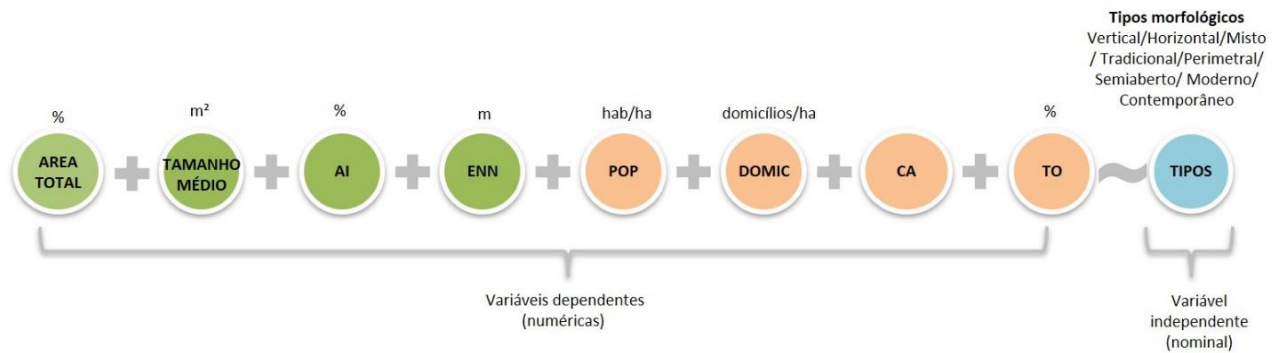 Tipos morfológicos
Vertical/Horizontal/Misto
/ Tradicional/Perimetral/
Semiaberto/ Moderno/
Contemporâneo
%
m²
%
m
hab/ha
domicílios/ha
%
AREA
TOTAL
TAMANHO
MÉDIO
AI
ENN
POP
DOMIC
CA
TO
TIPOS
Variáveis dependentes
(numéricas)
Variável
independente
(nominal)